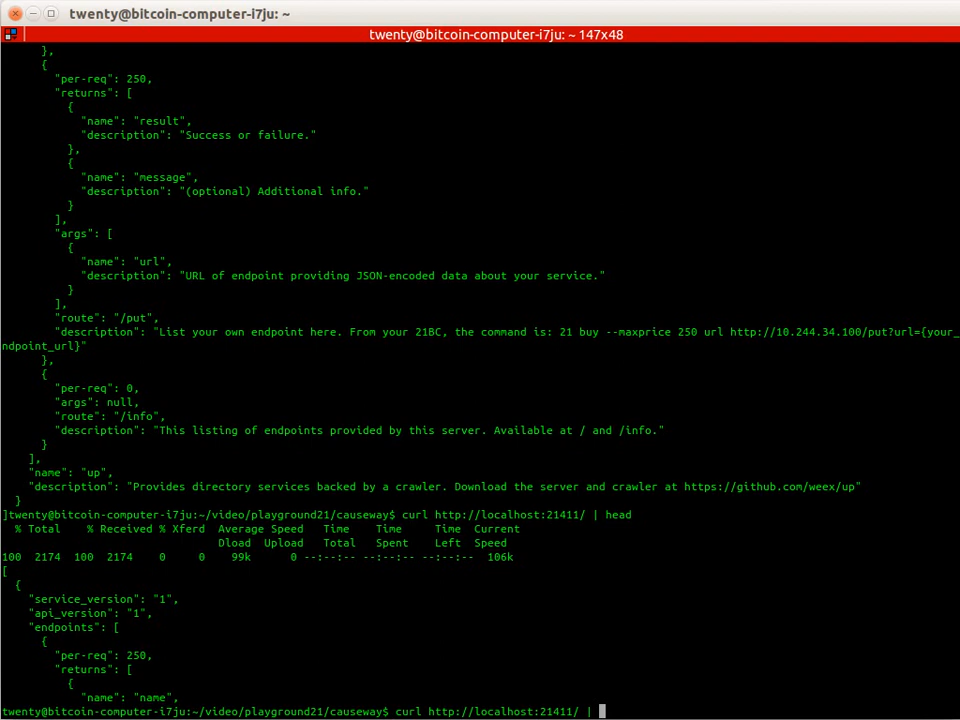 twenty@bitcoin-computer-i7ju: ~
twenty@bitcoin-computer-i7ju: ~ 147x48
},
{
"per-req": 250,
"returns": [
{
"name": "result",
"description": "Success or failure."
},
{
"name": "message",
"description": "(optional) Additional info."
}
],
"args": [
{
"name": "url",
"description": "URL of endpoint providing JSON-encoded data about your service."
}
],
"route": "/put",
"description": "List your own endpoint here. From your 21BC, the command is: 21 buy --maxprice 250 url http://10.244.34.100/put?url={your_
ndpoint_url}"
},
{
"per-req": 0,
"args": null,
"route": "/info",
"description": "This listing of endpoints provided by this server. Available at / and /info."
}
],
"name": "up",
"description": "Provides directory services backed by a crawler. Download the server and crawler at https://github.com/weex/up"
}
]twenty@bitcoin-computer-i7ju:~/video/playground21/causeway$ curl http://localhost:21411/ | head
% Total % Received % Xferd Average Speed Time Time Time Current
Dload Upload Total Spent Left Speed
100 2174 100 2174 0 0 99k 0 --:--:-- --:--:-- --:--:-- 106k
[
{
"service_version": "1",
"api_version": "1",
"endpoints": [
{
"per-req": 250,
"returns": [
{
"name": "name",
twenty@bitcoin-computer-i7ju:~/video/playground21/causeway$ curl http://localhost:21411/ |